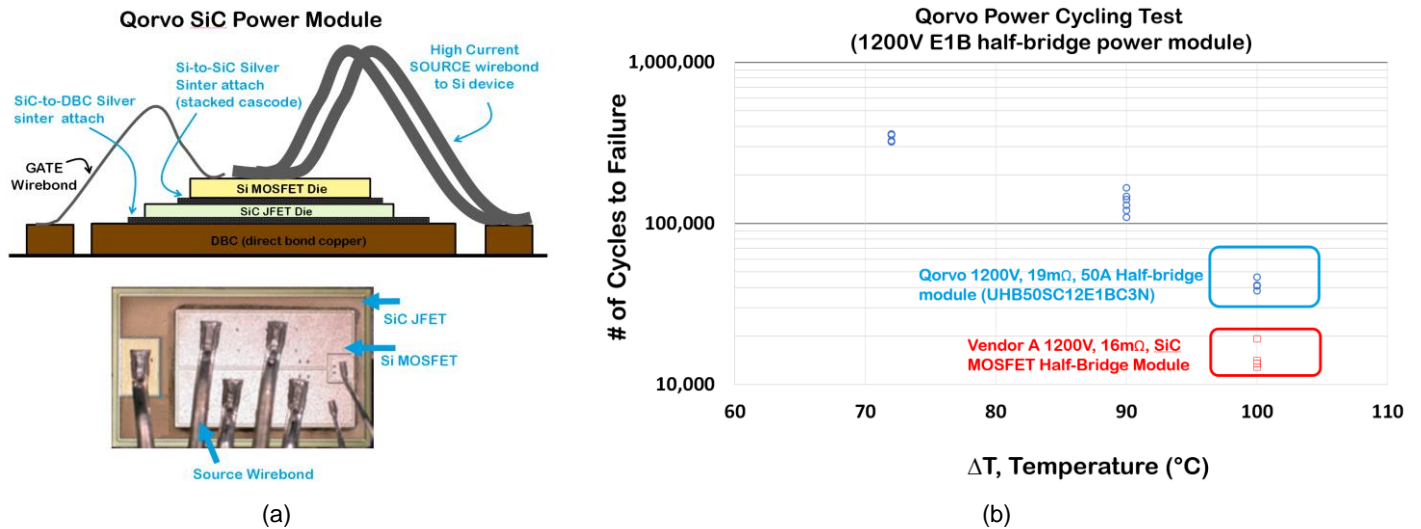 Qorvo SiC Power Module
High Current
SOURCE wirebond
to Si device
Si-to-SiC Silver
Sinter attach
(stacked cascode)
SiC-to-DBC Silver
sinter attach
GATE
Wirebond
Si MOSFET Die
SiC JFET Die
DBC (direct bond copper)
SiC JFET
Si MOSFET
Source Wirebond
(a)
Qorvo Power Cycling Test
(1200V E1B half-bridge power module)
# of Cycles to Failure
1,000,000
100,000
10,000
Qorvo 1200V, 19mΩ, 50A Half-bridge
module (UHB50SC12E1BC3N)
Vendor A 1200V, 16mΩ, SiC
MOSFET Half-Bridge Module
60
70
80
90
100
110
ΔT, Temperature (°C)
(b)